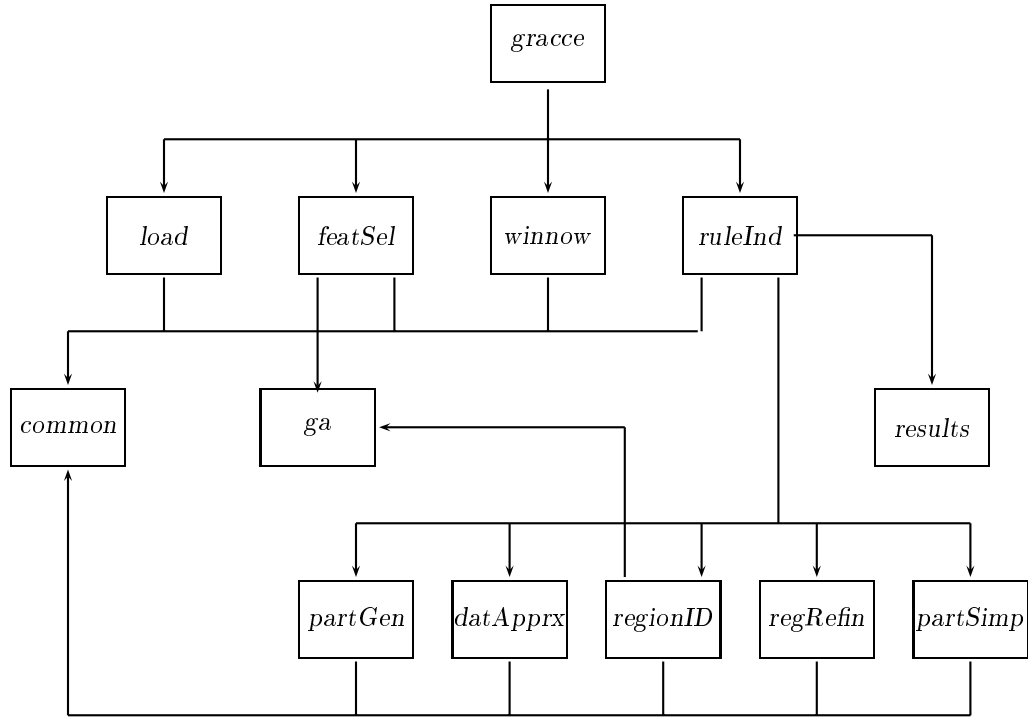 gracce
load
featSel
winnow
ruleInd
common
ga
results
partGen
datApprx
regionID
regRefin
partSimp